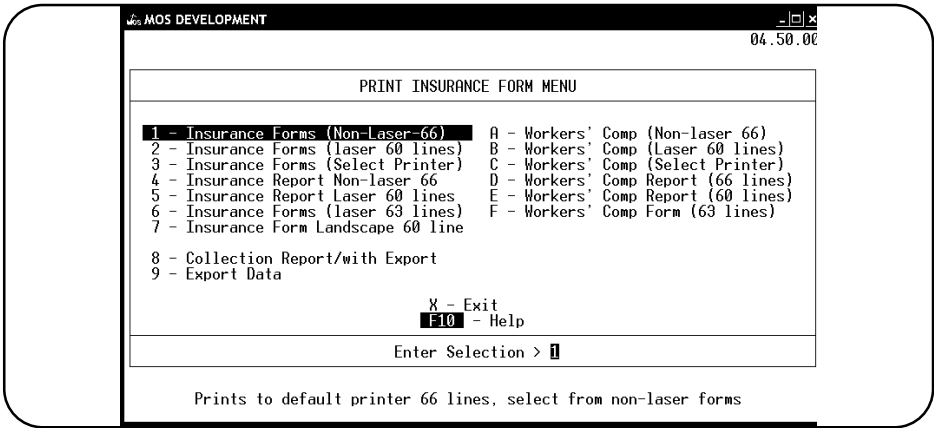 MOS MOS DEVELOPMENT
04.50.00
PRINT INSURANCE FORM MENU
1 - Insurance Forms (Non-Laser-66)
2 - Insurance Forms (laser 60 lines)
3 - Insurance Forms (Select Printer)
4 - Insurance Report Non-laser 66
5 - Insurance Report Laser 60 lines
6 - Insurance Forms (laser 63 lines)
7 - Insurance Form Landscape 60 line
8 - Collection Report/with Export
9 - Export Data
A - Workers' Comp (Non-laser 66)
B - Workers' Comp (Laser 60 lines)
C - Workers' Comp (Select Printer)
D - Workers' Comp Report (66 lines)
E - Workers' Comp Report (60 lines)
F - Workers' Comp Form (63 lines)
X - Exit
F10 - Help
Enter Selection > 1
Prints to default printer 66 lines, select from non-laser forms